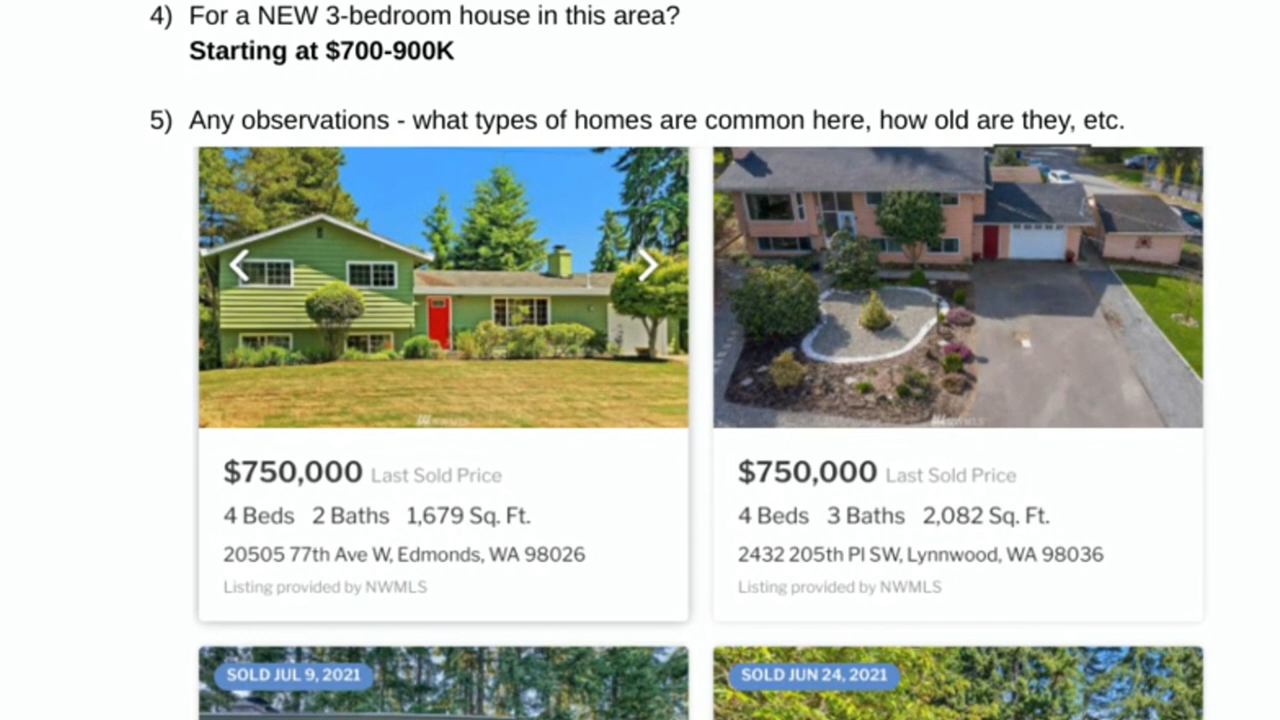 4) For a NEW 3-bedroom house in this area?
Starting at $700-900K
5) Any observations - what types of homes are common here, how old are they, etc.
NWMLS
NWMLS
$750,000 Last Sold Price
4 Beds 2 Baths 1,679 Sq. Ft.
20505 77th Ave W, Edmonds, WA 98026
Listing provided by NWMLS
$750,000 Last Sold Price
4 Beds 3 Baths 2,082 Sq. Ft.
2432 205th Pl SW, Lynnwood, WA 98036
Listing provided by NWMLS
SOLD JUL 9, 2021
SOLD JUN 24, 2021